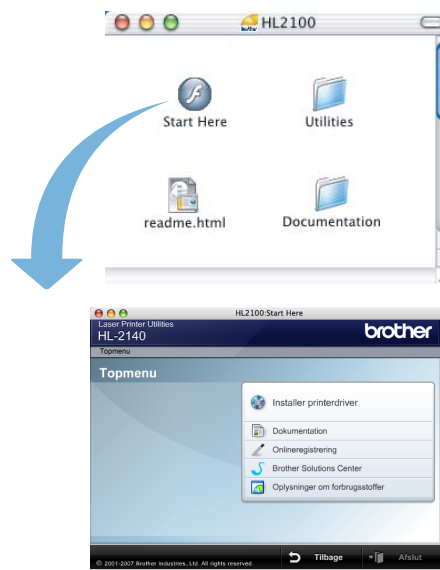 HL2100
Start Here
Utilities
readme.html
Documentation
HL2100:Start Here
Laser Printer Utilities
HL-2140
brother
Topmenu
Topmenu
Installer printerdriver
Dokumentation
Onlineregistrering
Brother Solutions Center
Oplysninger om forbrugsstoffer
© 2001-2007 Brother Industries, Ltd. All rights reserved.
Tilbage
Afslut